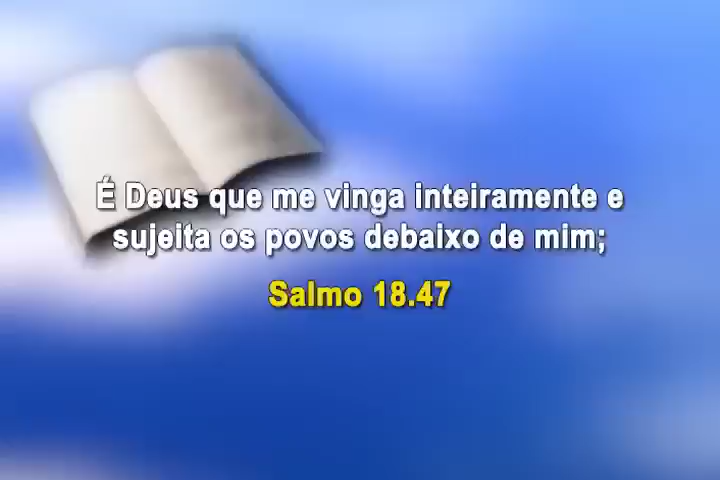 É Deus que me vinga inteiramente e
sujeita os povos debaixo de mim;
Salmo 18.47